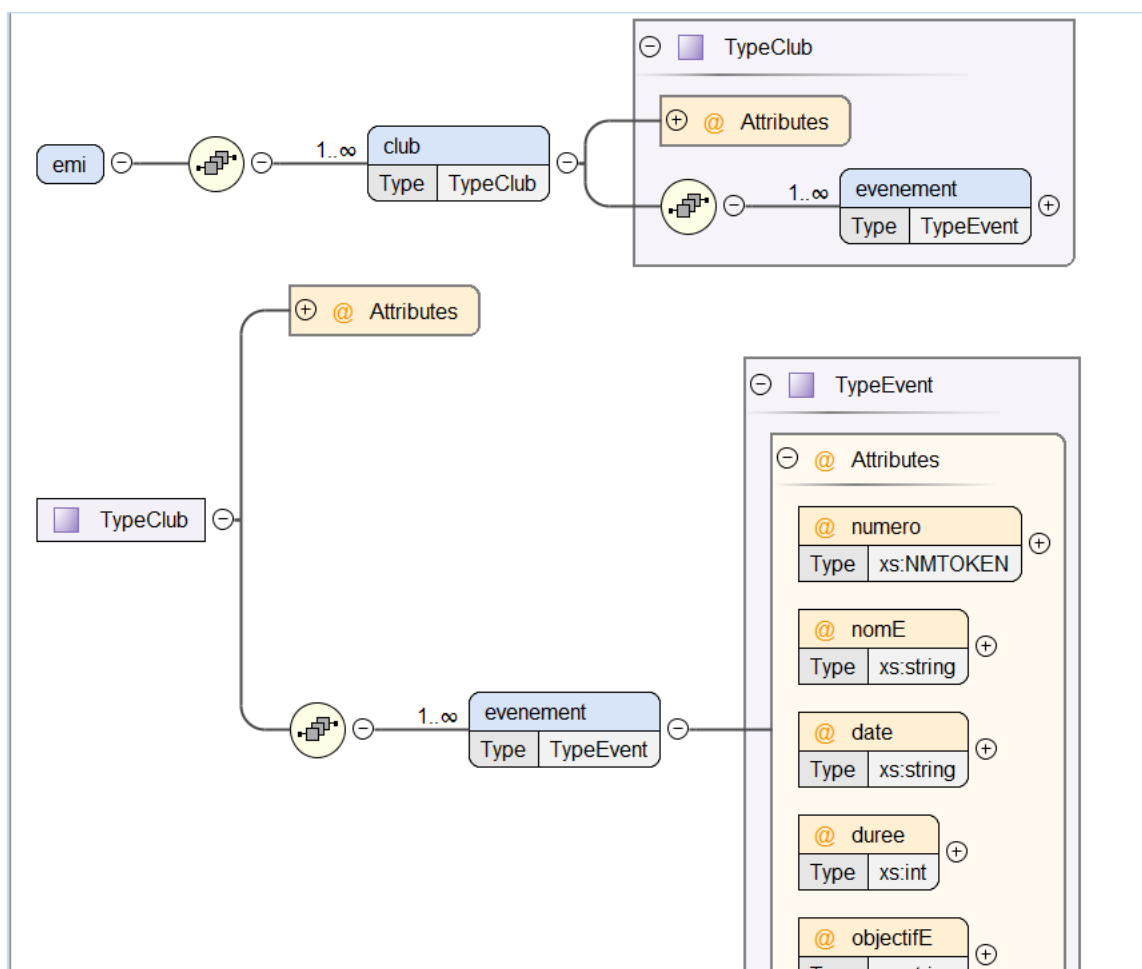 TypeClub
@ Attributes
emi
1..∞
club
Type TypeClub
1..∞
evenement
Type TypeEvent
@ Attributes
TypeClub
1..∞
evenement
Type TypeEvent
TypeEvent
@ Attributes
@ numero
Type xs:NMTOKEN
@ nomE
Type xs:string
@ date
Type xs:string
@ duree
Type xs:int
@ objectifE